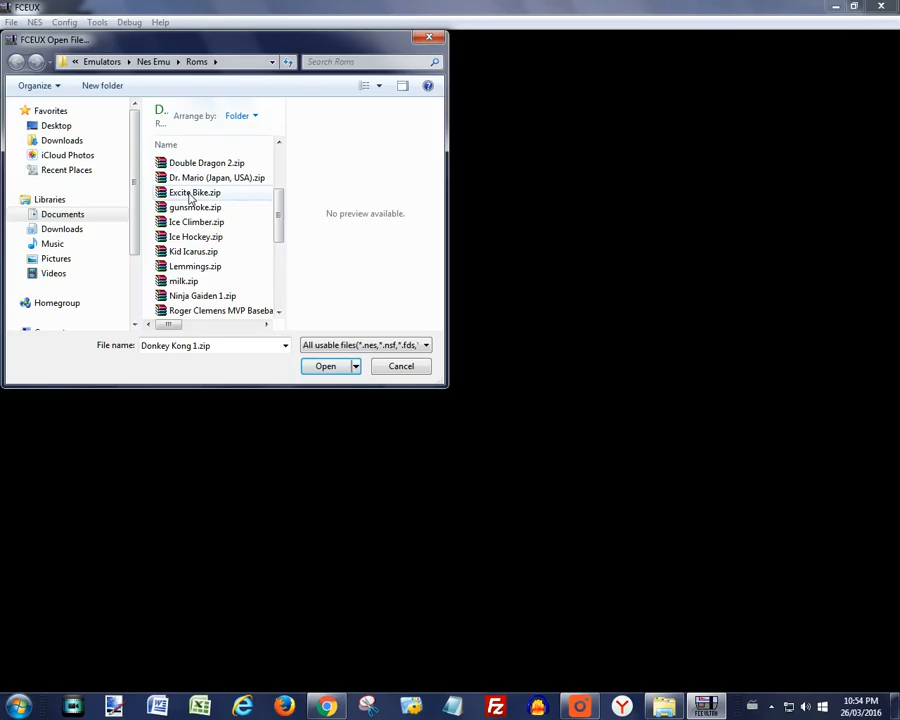 FCEUX
File NES Config Tools Debug Help
FCEUX Open File...
« Emulators ▸ Nes Emu ▸ Roms ▸
Search Roms
Organize ▾ New folder
Favorites
Desktop
Downloads
iCloud Photos
Recent Places
Libraries
Documents
Downloads
Music
Pictures
Videos
Homegroup
D..
R...
Arrange by: Folder ▾
Name
Double Dragon 2.zip
Dr. Mario (Japan, USA).zip
Excite Bike.zip
gunsmoke.zip
Ice Climber.zip
Ice Hockey.zip
Kid Icarus.zip
Lemmings.zip
milk.zip
Ninja Gaiden 1.zip
Roger Clemens MVP Baseba
No preview available.
File name: Donkey Kong 1.zip
All usable files(*.nes,*.nsf,*.fds,
Open
Cancel
10:54 PM
26/03/2016